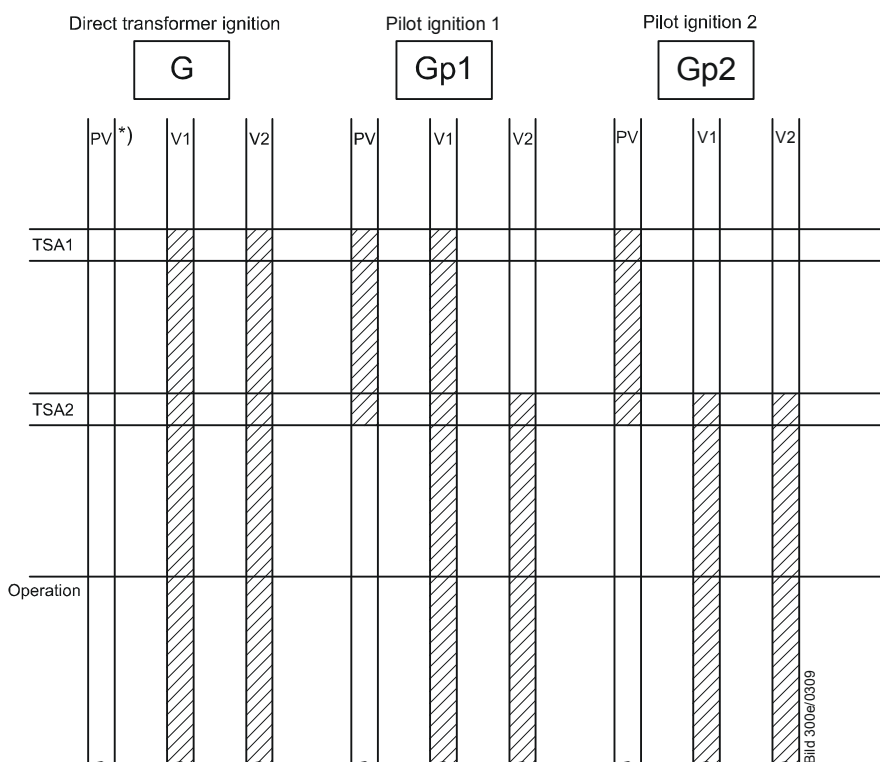 Direct transformer ignition
Pilot ignition 1
Pilot ignition 2
G
Gp1
Gp2
PV *)
V1
V2
PV
V1
V2
PV
V1
V2
TSA1
TSA2
Operation
Bild 300e/0309